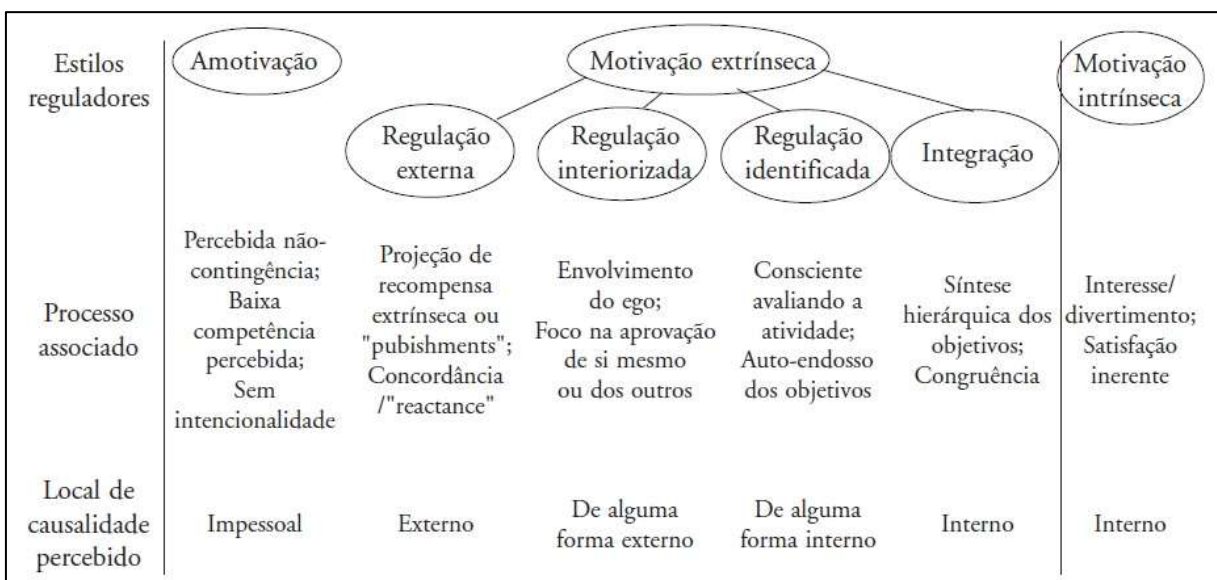 Estilos
reguladores
Amotivação
Motivação extrínseca
Motivação
intrínseca
Regulação
externa
Regulação
interiorizada
Regulação
identificada
Integração
Processo
associado
Percebida não-
contingência;
Baixa
competência
percebida;
Sem
intencionalidade
Projeção de
recompensa
extrínseca ou
"pubishments";
Concordância
/"reactance"
Envolvimento
do ego;
Foco na aprovação
de si mesmo
ou dos outros
Consciente
avaliando a
atividade;
Auto-endosso
dos objetivos
Síntese
hierárquica dos
objetivos;
Congruência
Interesse/
divertimento;
Satisfação
inerente
Local de
causalidade
percebido
Impessoal
Externo
De alguma
forma externo
De alguma
forma interno
Interno
Interno